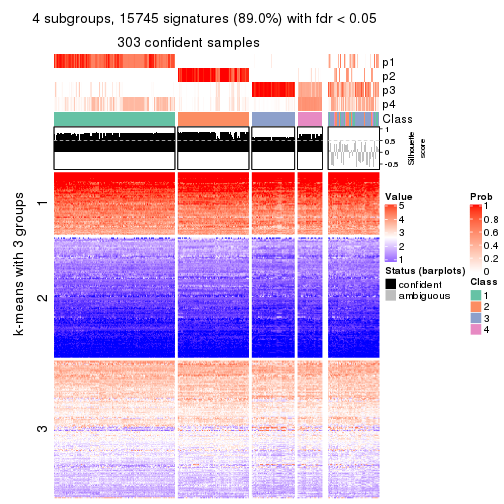 4 subgroups, 15745 signatures (89.0%) with fdr < 0.05
303 confident samples
p1
p2
p3
p4
Class
1
0.5
0
-0.5
Silhouette
score
k-means with 3 groups
1
2
3
Value
5
4
3
2
1
Status (barplots)
confident
ambiguous
Prob
1
0.8
0.6
0.4
0.2
0
Class
1
2
3
4